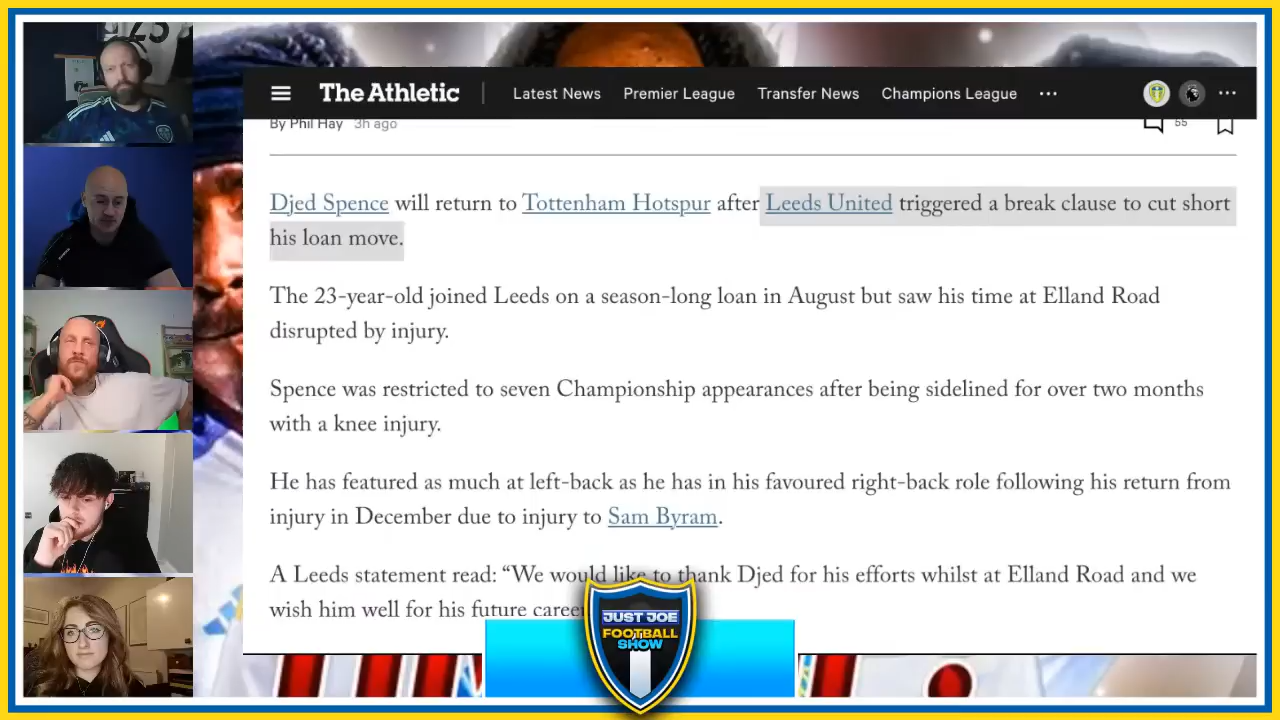 23
The Athletic
Latest News
Premier League
Transfer News
Champions League
By Phil Hay 3h ago
55
Djed Spence will return to Tottenham Hotspur after Leeds United triggered a break clause to cut short
his loan move.
The 23-year-old joined Leeds on a season-long loan in August but saw his time at Elland Road
disrupted by injury.
Spence was restricted to seven Championship appearances after being sidelined for over two months
with a knee injury.
He has featured as much at left-back as he has in his favoured right-back role following his return from
injury in December due to injury to Sam Byram.
A Leeds statement read: “We would like to thank Djed for his efforts whilst at Elland Road and we
wish him well for his future career
JUST JOE
FOOTBALL
SHOW